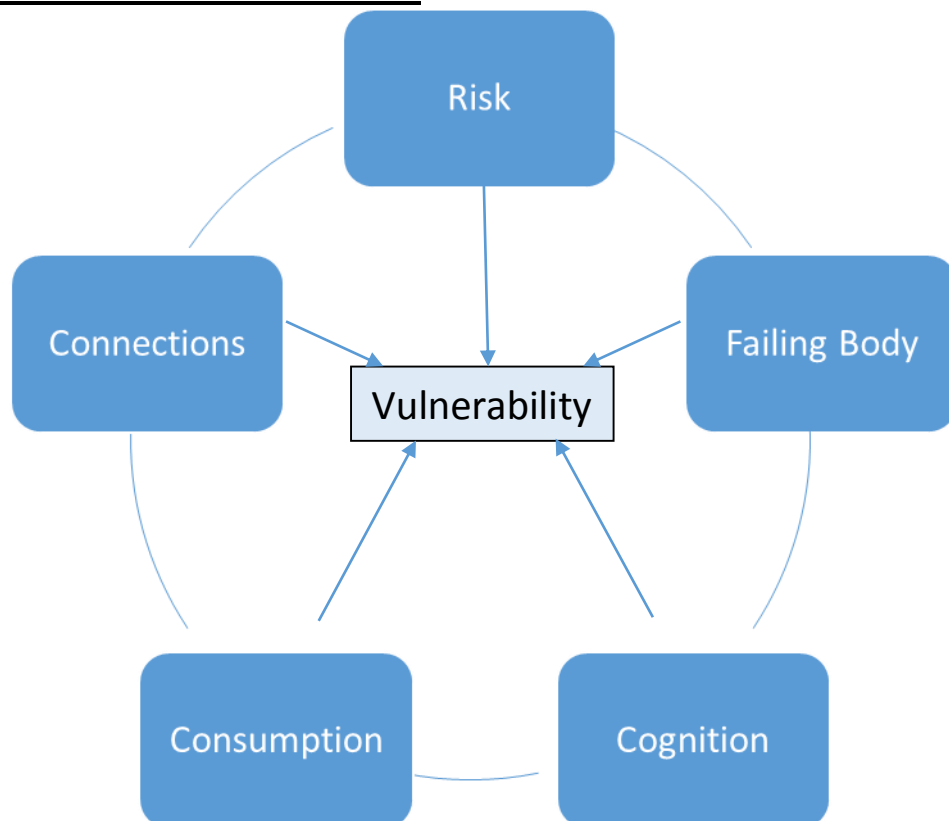 Risk
Connections
Failing Body
Vulnerability
Consumption
Cognition